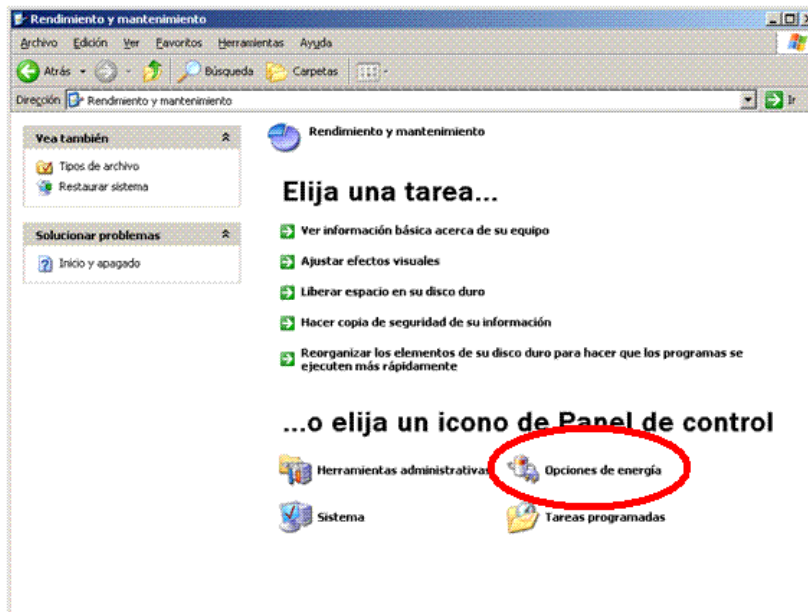 Rendimiento y mantenimiento
Archivo Edición Ver Favoritos Herramientas Ayuda
Atrás Búsqueda Carpetas
Dirección Rendimiento y mantenimiento Ir
Vea también
Tipos de archivo
Restaurar sistema
Solucionar problemas
Inicio y apagado
Rendimiento y mantenimiento
Elija una tarea...
Ver información básica acerca de su equipo
Ajustar efectos visuales
Liberar espacio en su disco duro
Hacer copia de seguridad de su información
Reorganizar los elementos de su disco duro para hacer que los programas se
ejecuten más rápidamente
...o elija un icono de Panel de control
Herramientas administrativas Opciones de energía
Sistema Tareas programadas